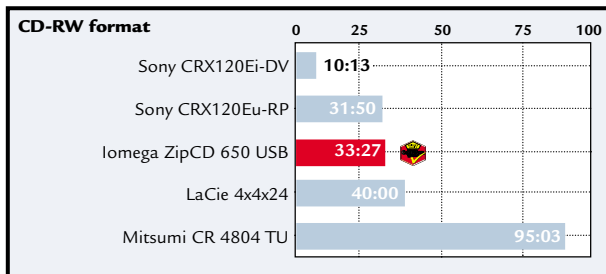 CD-RW format
0 25 50 75 100
Sony CRX120Ei-DV 10:13
Sony CRX120Eu-RP 31:50
Iomega ZipCD 650 USB 33:27
LaCie 4x4x24 40:00
Mitsumi CR 4804 TU 95:03